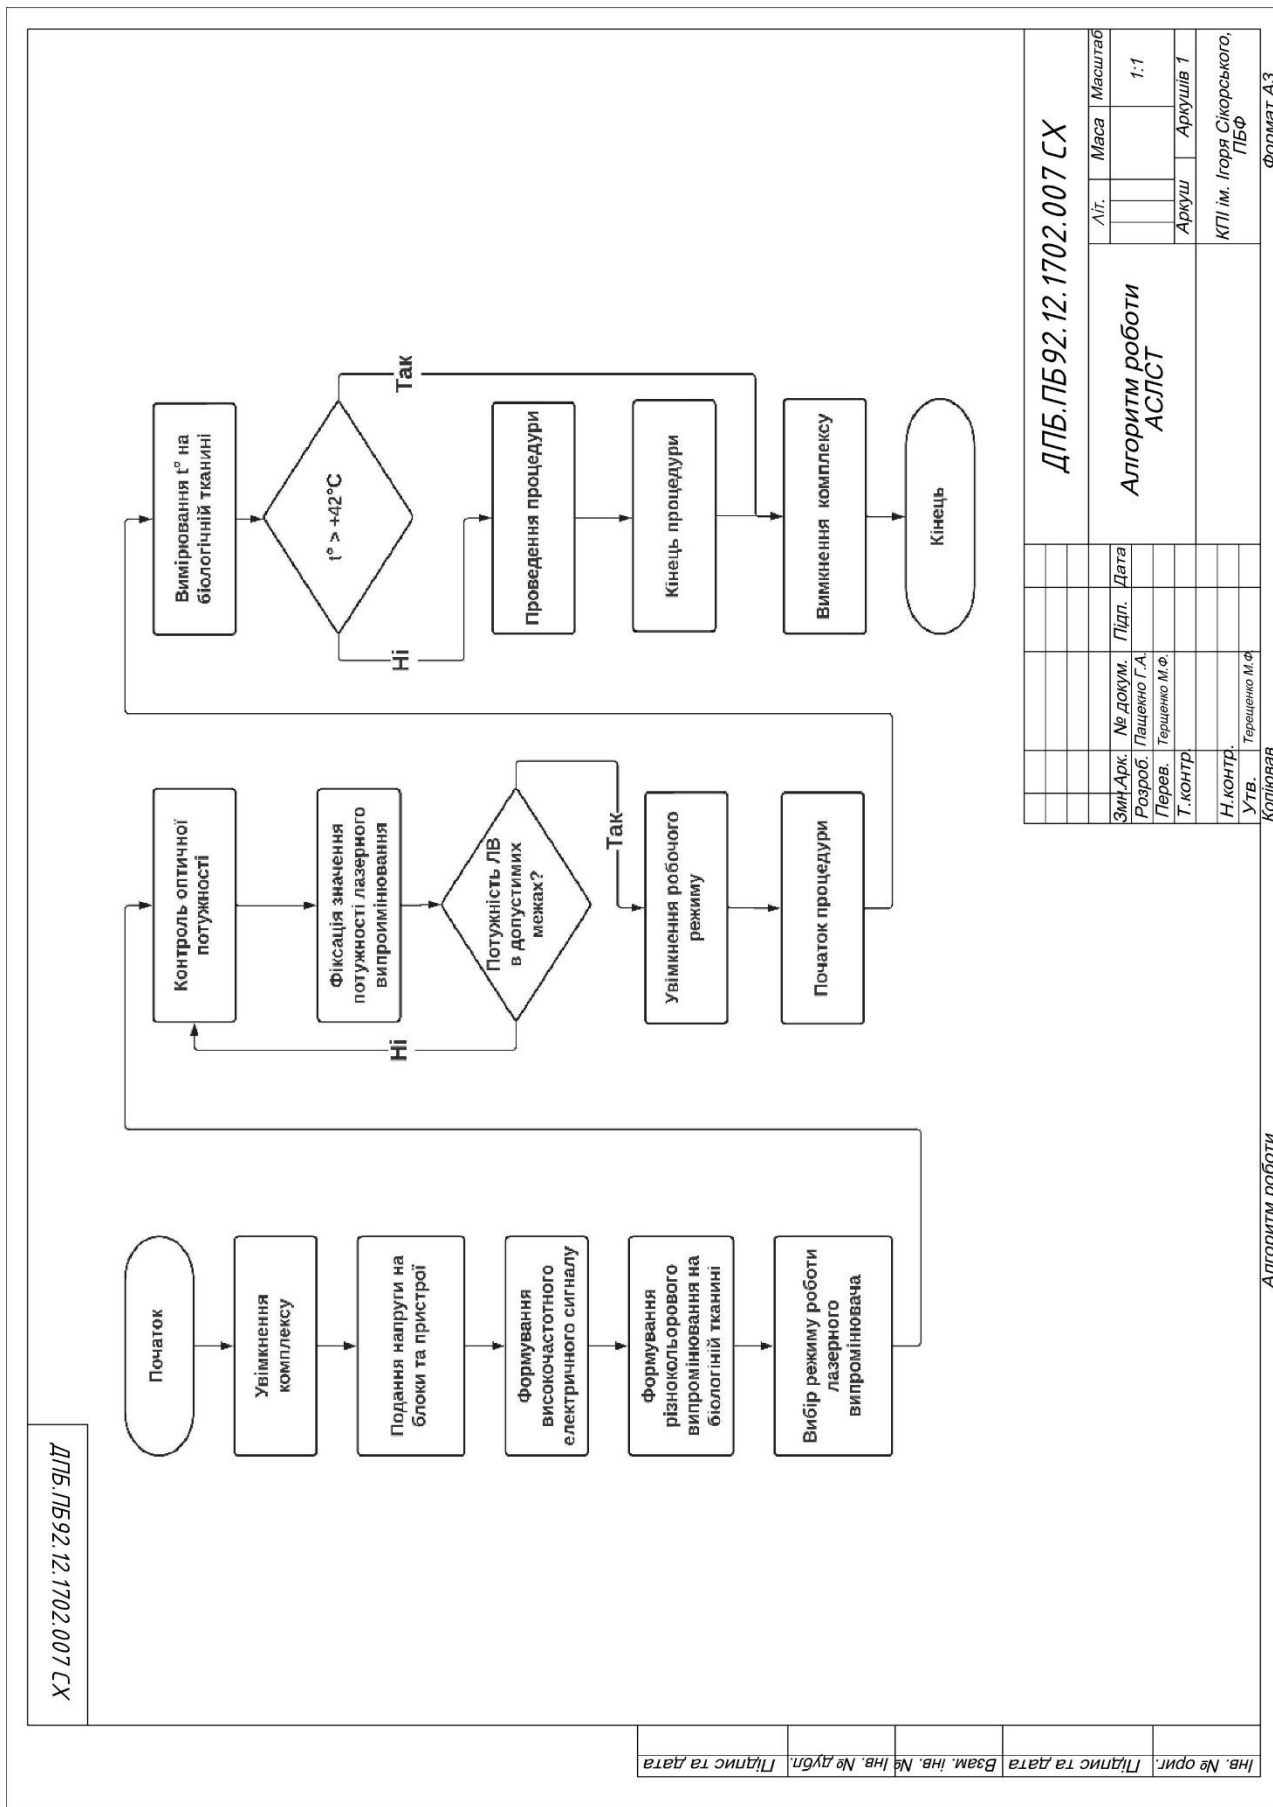 ДПБ.ПБ92.12.1702.007 СХ
Початок
Увімкнення
комплексу
Подання напруги на
блоки та пристрої
Формування
високочастотного
електричного сигналу
Формування
різнокольорового
випромінювання на
біологіній тканині
Вибір режиму роботи
лазерного
випромінювача
Контроль оптичної
потужності
Фіксація значення
потужності лазерного
випроимінювання
Потужність ЛВ
в допустимих
межах?
Ні
Так
Увімкнення робочого
режиму
Початок процедури
Вимірювання t° на
біологічній тканині
t° > +42°C
Ні
Так
Проведення процедури
Кінець процедури
Вимкнення комплексу
Кінець
Підпис та дата
Інв. № дубл.
Взам. інв. №
Підпис та дата
Інв. № ориг.
ДПБ.ПБ92.12.1702.007 СХ
Змн. Арк. № докум. Підп. Дата
Розроб. Пащекно Г.А.
Перев. Терщенко М.Ф.
Т.контр.
Н.контр.
Утв. Терещенко М.Ф.
Алгоритм роботи
АСЛСТ
Літ. Маса Масштаб
1:1
Аркуш Аркушів 1
КПІ ім. Ігоря Сікорського,
ПБФ
Алгоритм роботи
Копіював
Формат А3